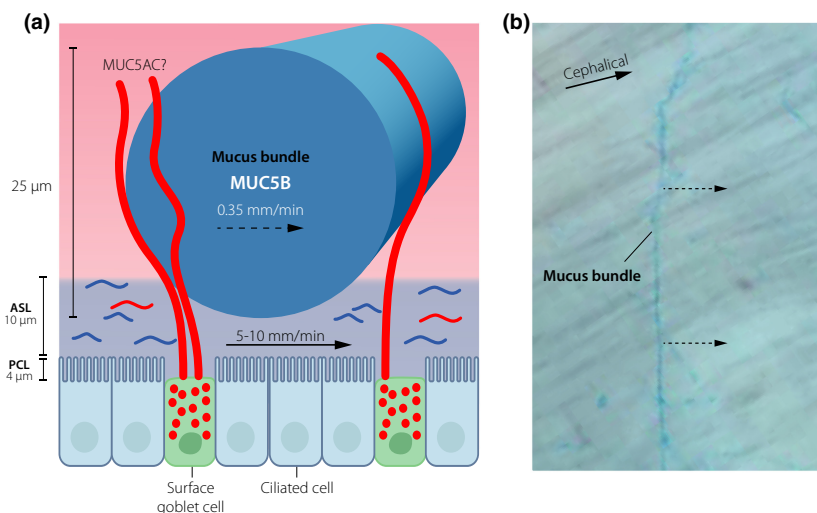 (a)
MUC5AC?
Mucus bundle
MUC5B
0.35 mm/min
25 µm
ASL
10 µm
5-10 mm/min
PCL
4 µm
Surface
goblet cell
Ciliated cell
(b)
Cephalical
Mucus bundle